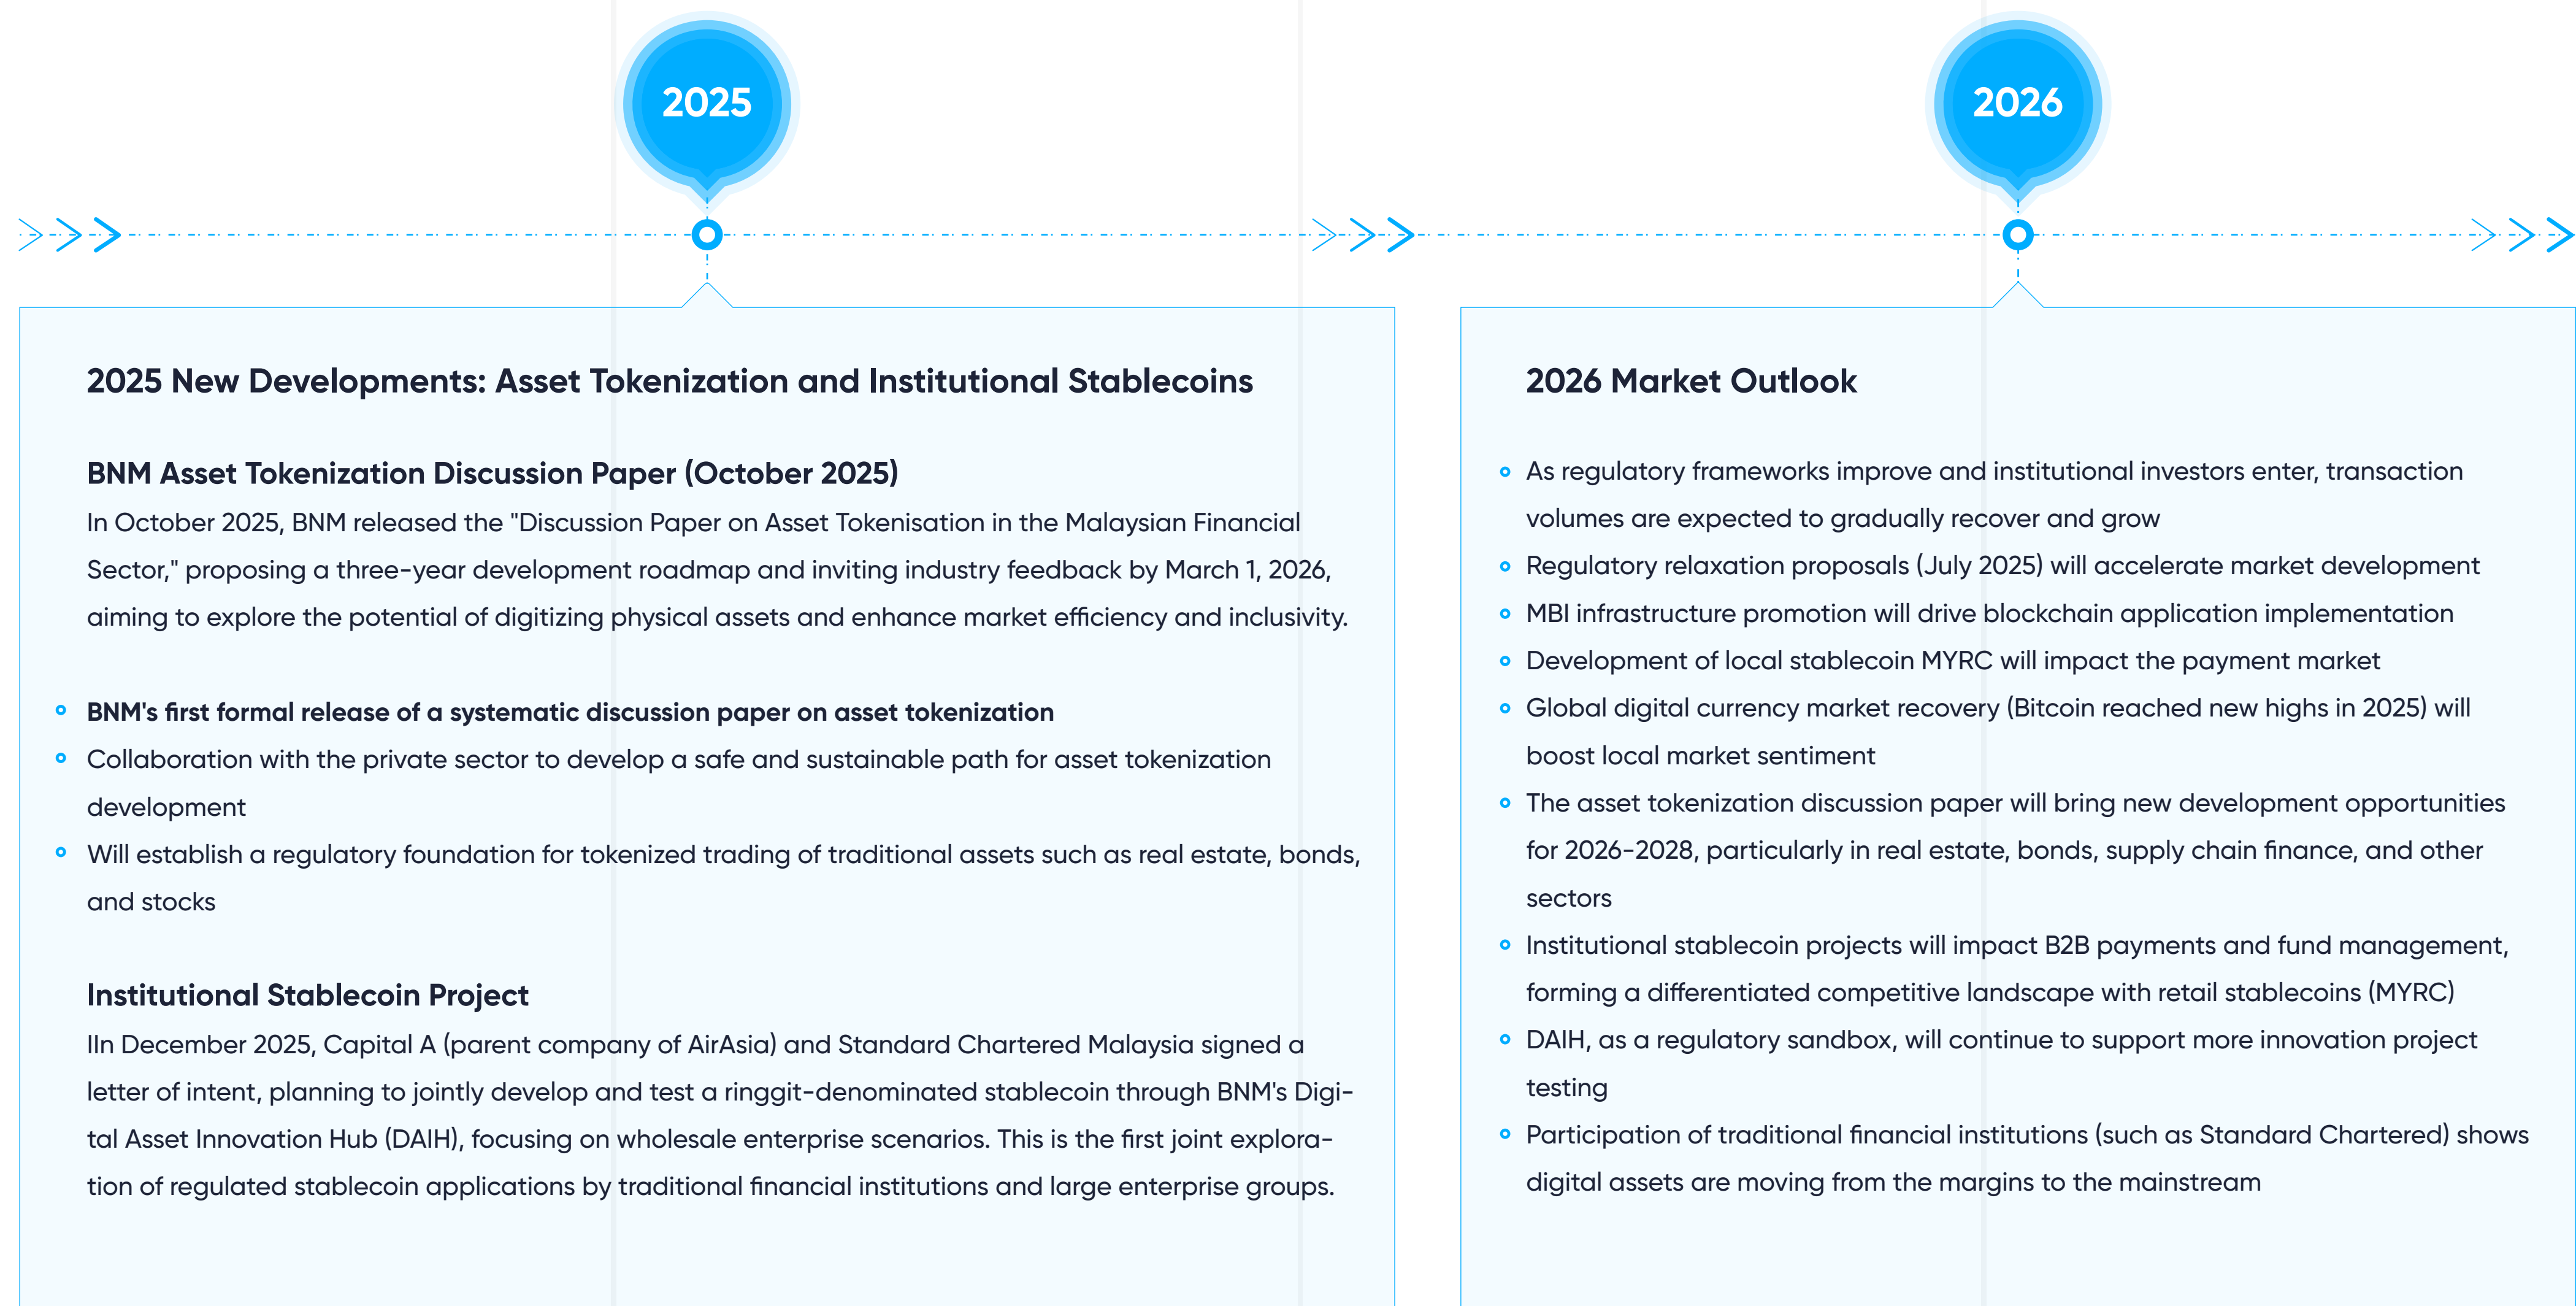 2025
2026
2025 New Developments: Asset Tokenization and Institutional Stablecoins
BNM Asset Tokenization Discussion Paper (October 2025)
In October 2025, BNM released the "Discussion Paper on Asset Tokenisation in the Malaysian Financial
Sector," proposing a three-year development roadmap and inviting industry feedback by March 1, 2026,
aiming to explore the potential of digitizing physical assets and enhance market efficiency and inclusivity.
BNM's first formal release of a systematic discussion paper on asset tokenization
Collaboration with the private sector to develop a safe and sustainable path for asset tokenization
development
Will establish a regulatory foundation for tokenized trading of traditional assets such as real estate, bonds,
and stocks
Institutional Stablecoin Project
IIn December 2025, Capital A (parent company of AirAsia) and Standard Chartered Malaysia signed a
letter of intent, planning to jointly develop and test a ringgit-denominated stablecoin through BNM's Digi-
tal Asset Innovation Hub (DAIH), focusing on wholesale enterprise scenarios. This is the first joint explora-
tion of regulated stablecoin applications by traditional financial institutions and large enterprise groups.
2026 Market Outlook
As regulatory frameworks improve and institutional investors enter, transaction
volumes are expected to gradually recover and grow
Regulatory relaxation proposals (July 2025) will accelerate market development
MBI infrastructure promotion will drive blockchain application implementation
Development of local stablecoin MYRC will impact the payment market
Global digital currency market recovery (Bitcoin reached new highs in 2025) will
boost local market sentiment
The asset tokenization discussion paper will bring new development opportunities
for 2026-2028, particularly in real estate, bonds, supply chain finance, and other
sectors
Institutional stablecoin projects will impact B2B payments and fund management,
forming a differentiated competitive landscape with retail stablecoins (MYRC)
DAIH, as a regulatory sandbox, will continue to support more innovation project
testing
Participation of traditional financial institutions (such as Standard Chartered) shows
digital assets are moving from the margins to the mainstream